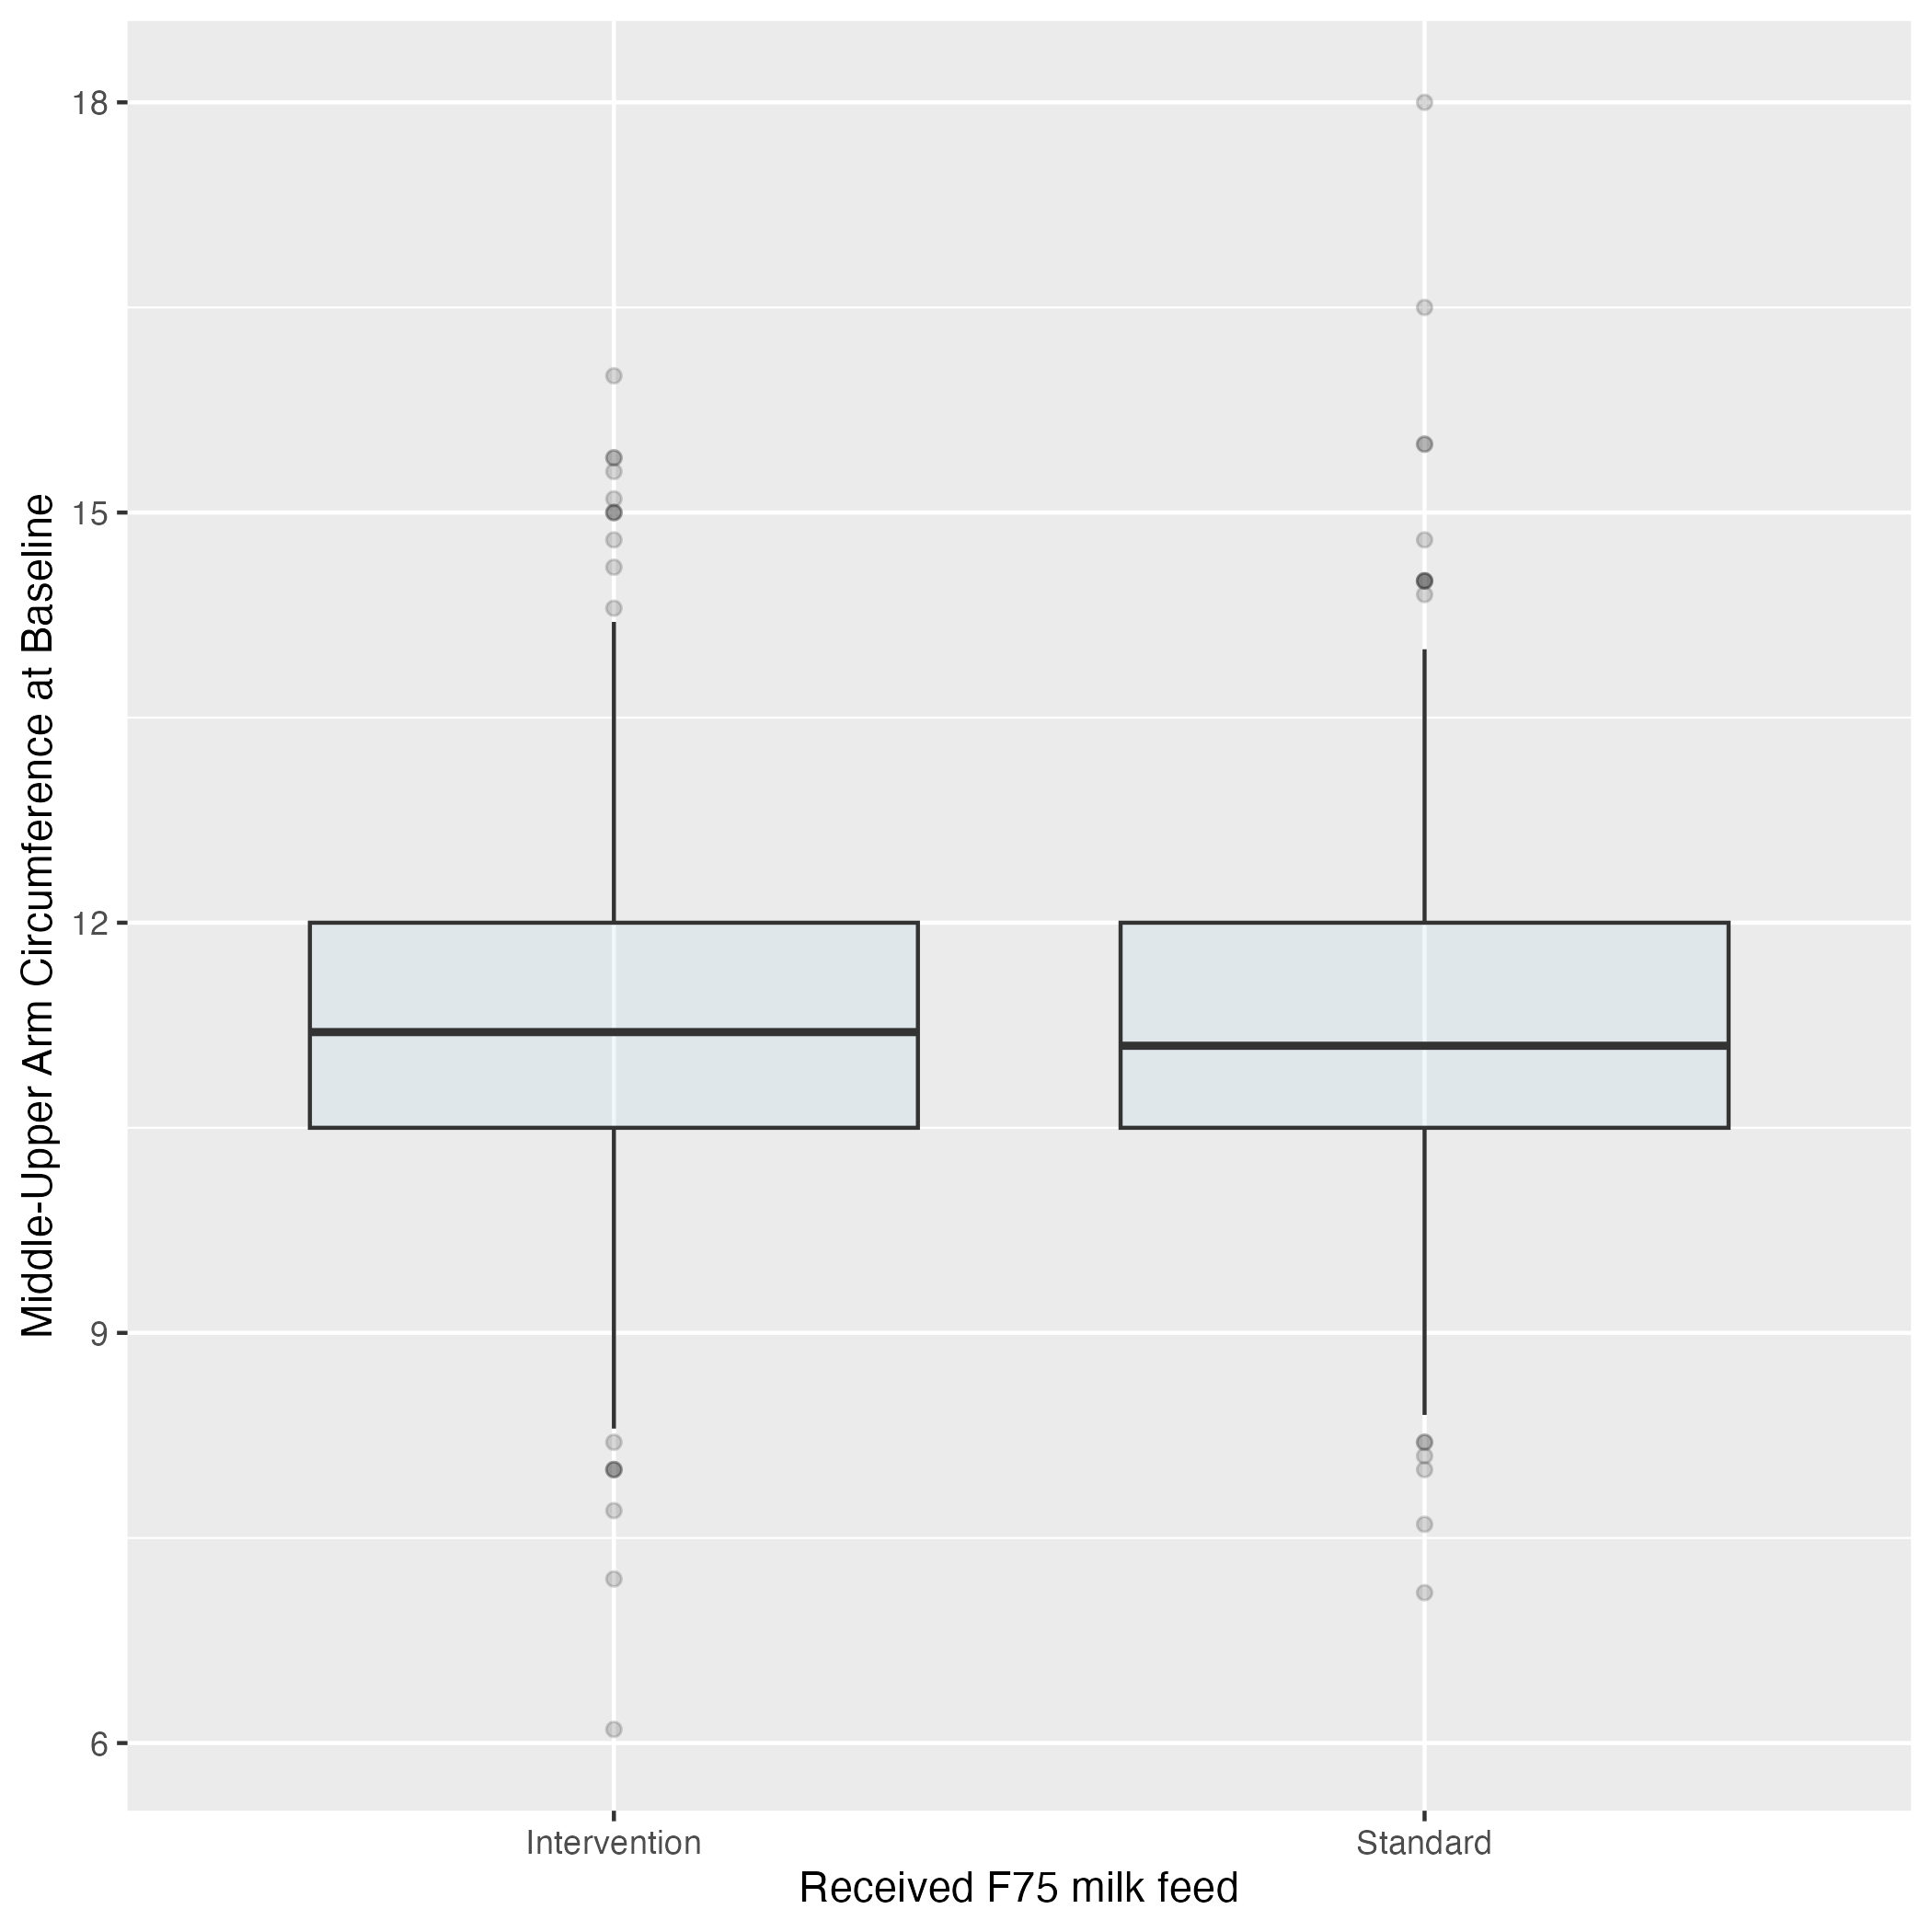 Middle-Upper Arm Circumference at Baseline
18
15
12
9
6
Intervention
Standard
Received F75 milk feed